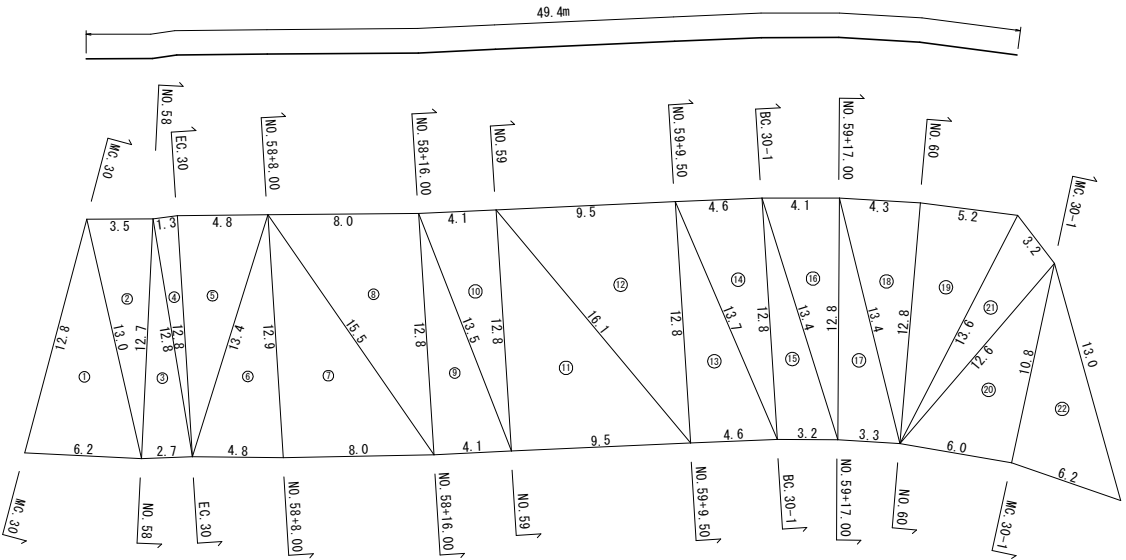 49.4m
MC.30
NO.58
EC.30
NO.58+8.00
NO.58+16.00
NO.59
NO.59+9.50
BC.30-1
NO.59+17.00
NO.60
MC.30-1
3.5
1.3
4.8
8.0
4.1
9.5
4.6
4.1
4.3
5.2
3.2
12.8
①
②
13.0
12.7
③
④
12.8
12.8
⑤
13.4
⑥
12.9
⑦
⑧
15.5
12.8
⑨
⑩
13.5
12.8
⑪
⑫
16.1
12.8
⑬
⑭
13.7
12.8
⑮
⑯
13.4
12.8
⑰
⑱
13.4
12.8
⑲
13.6
㉑
12.6
⑳
10.8
㉒
13.0
6.2
2.7
4.8
8.0
4.1
9.5
4.6
3.2
3.3
6.0
6.2
MC.30
NO.58
EC.30
NO.58+8.00
NO.58+16.00
NO.59
NO.59+9.50
BC.30-1
NO.59+17.00
NO.60
MC.30-1